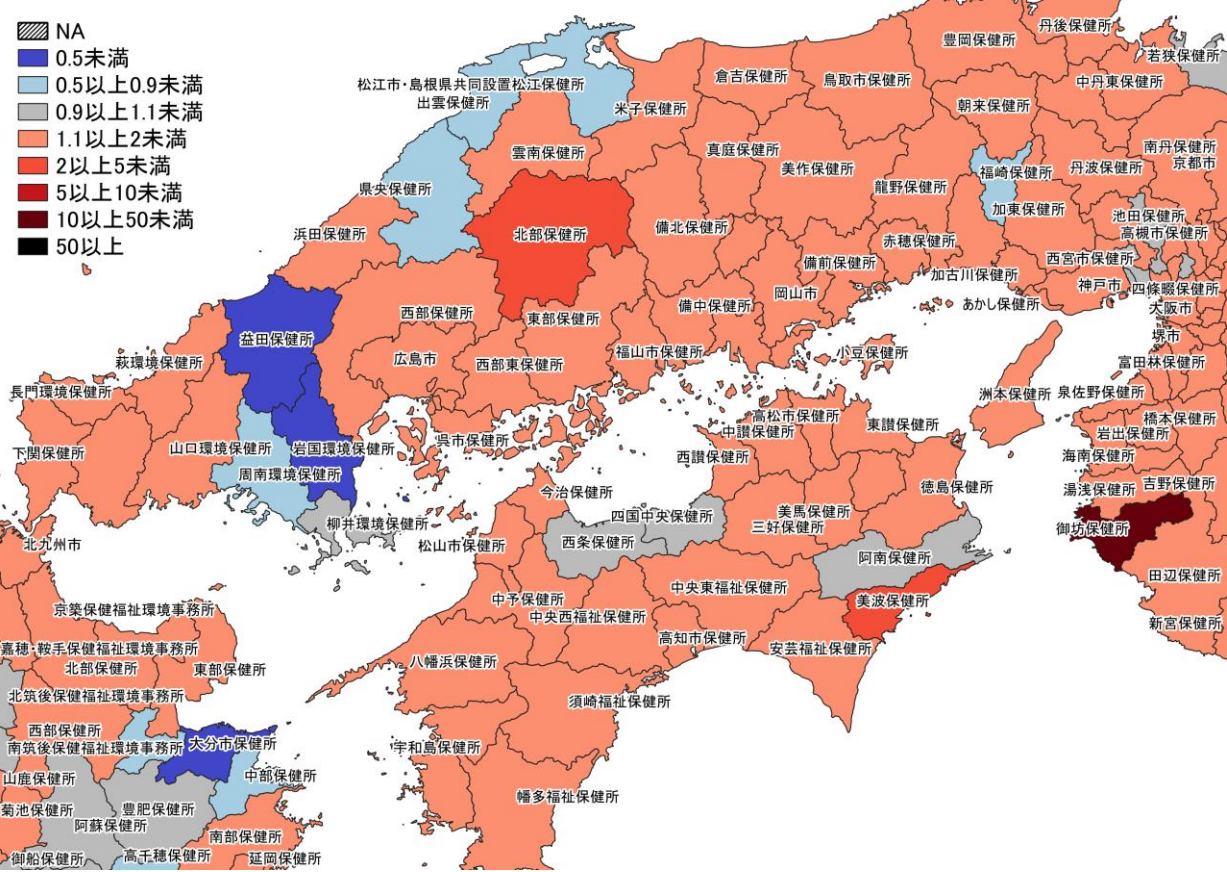 NA
0.5未満
0.5以上0.9未満
0.9以上1.1未満
1.1以上2未満
2以上5未満
5以上10未満
10以上50未満
50以上
丹後保健所
豊岡保健所
若狭保健所
松江市・島根県共同設置松江保健所
倉吉保健所
鳥取市保健所
中丹東保健所
出雲保健所
米子保健所
朝来保健所
雲南保健所
真庭保健所
美作保健所
南丹保健所
京都市
県央保健所
龍野保健所
福崎保健所
丹波保健所
加東保健所
池田保健所
浜田保健所
北部保健所
備北保健所
赤穂保健所
高槻市保健所
備前保健所
西宮市保健所
加古川保健所
岡山市
神戸市
四條畷保健所
西部保健所
東部保健所
備中保健所
あかし保健所
大阪市
益田保健所
堺市
萩環境保健所
広島市
西部東保健所
福山市保健所
小豆保健所
富田林保健所
長門環境保健所
洲本保健所
泉佐野保健所
高松市保健所
橋本保健所
下関保健所
山口環境保健所
岩国環境保健所
呉市保健所
中讃保健所
東讃保健所
岩出保健所
周南環境保健所
西讃保健所
海南保健所
今治保健所
徳島保健所
湯浅保健所
吉野保健所
柳井環境保健所
四国中央保健所
美馬保健所
三好保健所
御坊保健所
北九州市
松山市保健所
西条保健所
阿南保健所
田辺保健所
京築保健福祉環境事務所
中予保健所
中央東福祉保健所
美波保健所
中央西福祉保健所
新宮保健所
嘉穂・鞍手保健福祉環境事務所
高知市保健所
安芸福祉保健所
北部保健所
東部保健所
八幡浜保健所
北筑後保健福祉環境事務所
須崎福祉保健所
西部保健所
南筑後保健福祉環境事務所
大分市保健所
宇和島保健所
山鹿保健所
中部保健所
幡多福祉保健所
菊池保健所
豊肥保健所
阿蘇保健所
南部保健所
御船保健所
高千穂保健所
延岡保健所